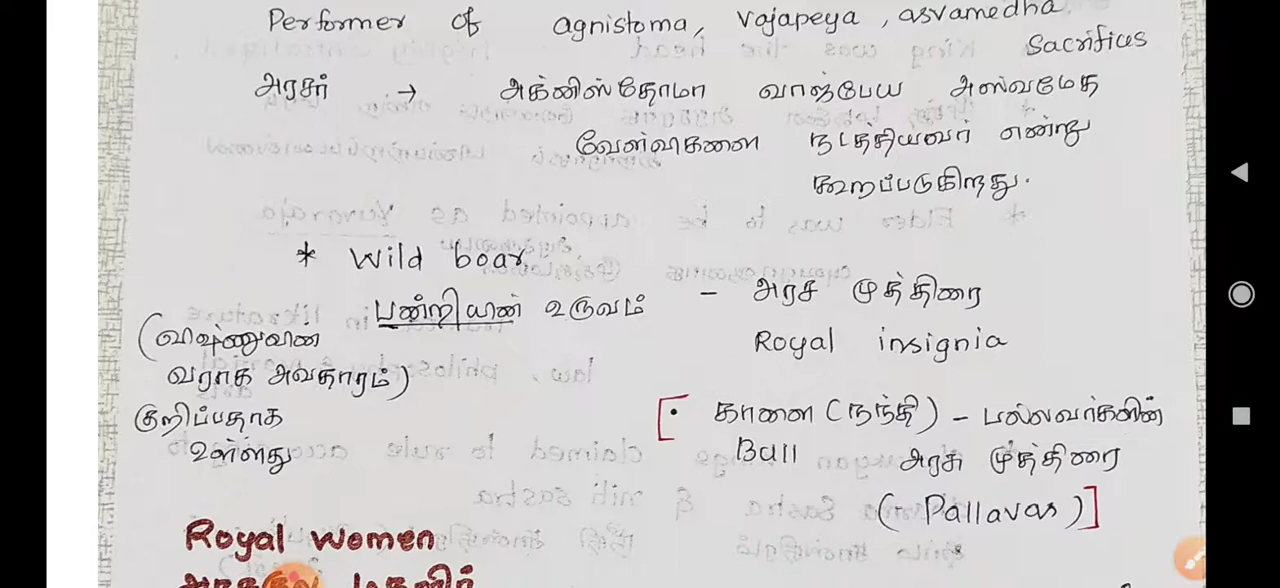 Performer of agnistoma, vajapeya, asvamedha
sacrifices
அரசர் → அக்னிஸ்தோமா வாஜ்பேய அஸ்வமேத
வேள்விகளை நடத்தியவர் என்று
கூறப்படுகிறது.
* Wild boar
பன்றியின் உருவம் - அரச முத்திரை
(விஷ்ணுவின் Royal insignia
வராக அவதாரம்)
குறிப்பதாக
உள்ளது
[• காளை (நந்தி) - பல்லவர்களின்
Bull அரசு முத்திரை
(- Pallavas)]
Royal women